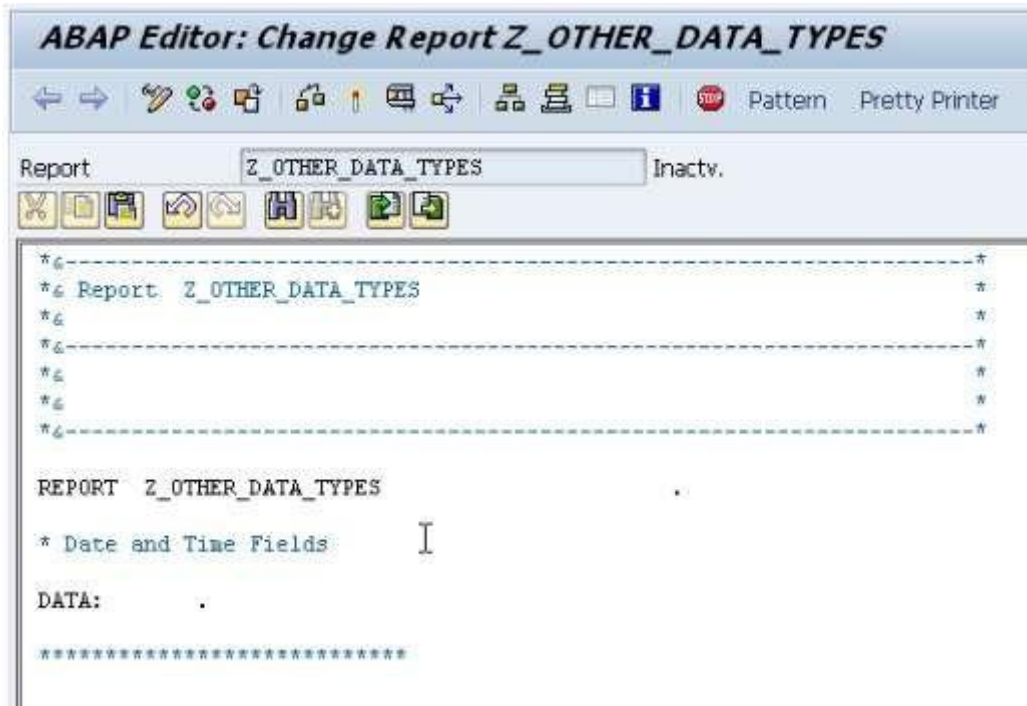 ABAP Editor: Change Report Z_OTHER_DATA_TYPES
STOP Pattern Pretty Printer
Report Z_OTHER_DATA_TYPES Inactv.
*&---------------------------------------------------------------------*
*& Report  Z_OTHER_DATA_TYPES                                          *
*&                                                                     *
*&---------------------------------------------------------------------*
*&                                                                     *
*&                                                                     *
*&---------------------------------------------------------------------*
REPORT  Z_OTHER_DATA_TYPES                      .
* Date and Time Fields
DATA:       .
****************************